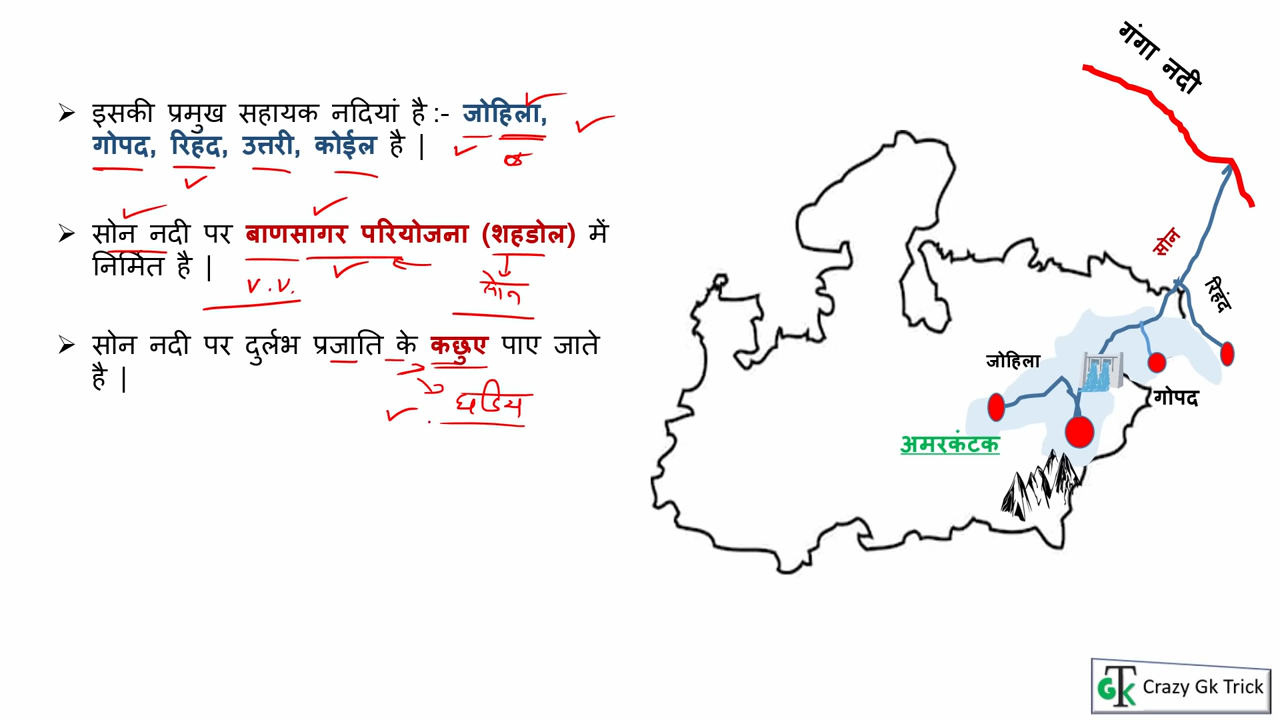 इसकी प्रमुख सहायक नदियां है :- जोहिला,
गोपद, रिहद, उत्तरी, कोईल है |
सोन नदी पर बाणसागर परियोजना (शहडोल) में
निर्मित है |
v.v.
सोन
सोन नदी पर दुर्लभ प्रजाति के कछुए पाए जाते
है |
गंगा नदी
सोन
रिहंद
जोहिला
गोपद
अमरकंटक
Crazy Gk Trick